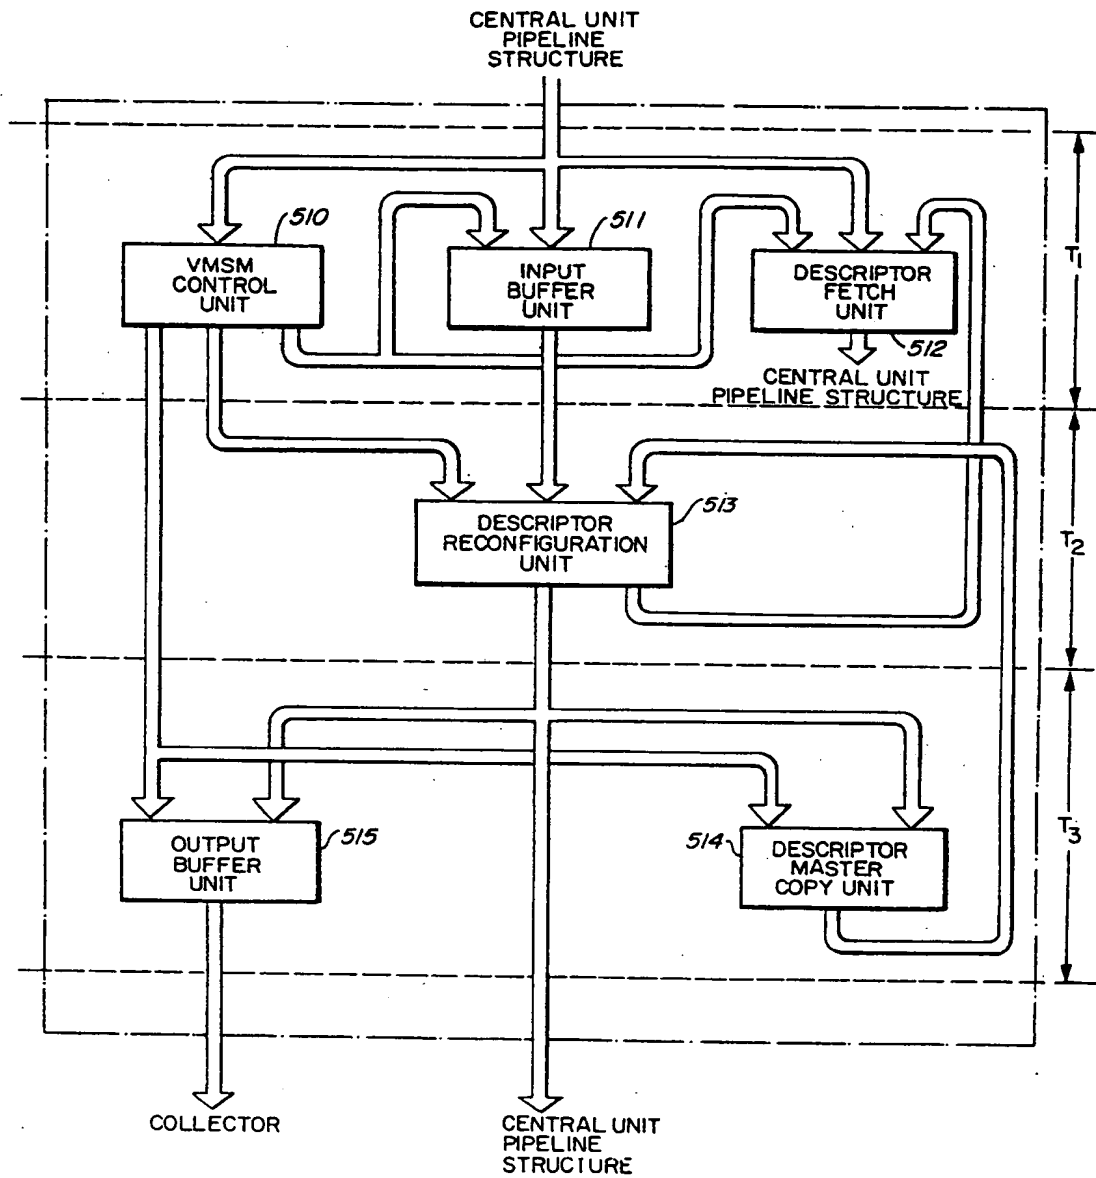 CENTRAL UNIT
PIPELINE
STRUCTURE
510
511
VMSM
CONTROL
UNIT
INPUT
BUFFER
UNIT
DESCRIPTOR
FETCH
UNIT
T1
512
CENTRAL UNIT
PIPELINE STRUCTURE
513
DESCRIPTOR
RECONFIGURATION
UNIT
T2
515
OUTPUT
BUFFER
UNIT
514
DESCRIPTOR
MASTER
COPY UNIT
T3
COLLECTOR
CENTRAL UNIT
PIPELINE
STRUCTURE